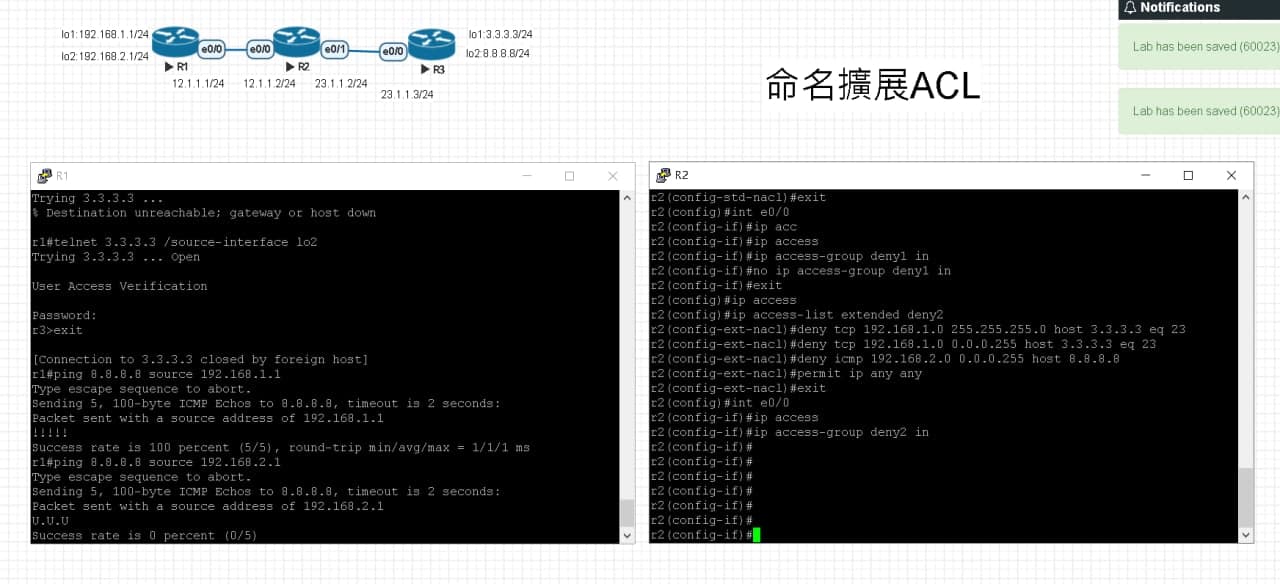 Notifications
Lab has been saved (60023)
Lab has been saved (60023)
lo1:192.168.1.1/24
lo2:192.168.2.1/24
e0/0
e0/0
e0/1
e0/0
lo1:3.3.3.3/24
lo2:8.8.8.8/24
R1
R2
R3
12.1.1.1/24
12.1.1.2/24
23.1.1.2/24
23.1.1.3/24
命名擴展ACL
R1
Trying 3.3.3.3 ...
% Destination unreachable; gateway or host down
r1#telnet 3.3.3.3 /source-interface lo2
Trying 3.3.3.3 ... Open
User Access Verification
Password:
r3>exit
[Connection to 3.3.3.3 closed by foreign host]
r1#ping 8.8.8.8 source 192.168.1.1
Type escape sequence to abort.
Sending 5, 100-byte ICMP Echos to 8.8.8.8, timeout is 2 seconds:
Packet sent with a source address of 192.168.1.1
!!!!!
Success rate is 100 percent (5/5), round-trip min/avg/max = 1/1/1 ms
r1#ping 8.8.8.8 source 192.168.2.1
Type escape sequence to abort.
Sending 5, 100-byte ICMP Echos to 8.8.8.8, timeout is 2 seconds:
Packet sent with a source address of 192.168.2.1
U.U.U
Success rate is 0 percent (0/5)
R2
r2(config-std-nacl)#exit
r2(config)#int e0/0
r2(config-if)#ip acc
r2(config-if)#ip access
r2(config-if)#ip access-group deny1 in
r2(config-if)#no ip access-group deny1 in
r2(config-if)#exit
r2(config)#ip access
r2(config)#ip access-list extended deny2
r2(config-ext-nacl)#deny tcp 192.168.1.0 255.255.255.0 host 3.3.3.3 eq 23
r2(config-ext-nacl)#deny tcp 192.168.1.0 0.0.0.255 host 3.3.3.3 eq 23
r2(config-ext-nacl)#deny icmp 192.168.2.0 0.0.0.255 host 8.8.8.8
r2(config-ext-nacl)#permit ip any any
r2(config-ext-nacl)#exit
r2(config)#int e0/0
r2(config-if)#ip access
r2(config-if)#ip access-group deny2 in
r2(config-if)#
r2(config-if)#
r2(config-if)#
r2(config-if)#
r2(config-if)#
r2(config-if)#
r2(config-if)#